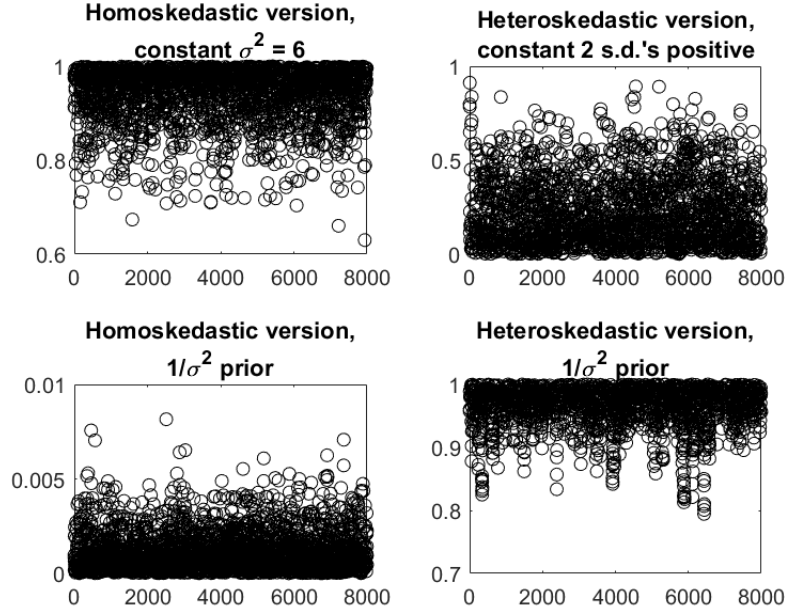 Homoskedastic version,
constant σ² = 6
1
0.8
0.6
0 2000 4000 6000 8000
Heteroskedastic version,
constant 2 s.d.'s positive
1
0.5
0
0 2000 4000 6000 8000
Homoskedastic version,
1/σ² prior
0.01
0.005
0
0 2000 4000 6000 8000
Heteroskedastic version,
1/σ² prior
1
0.9
0.8
0.7
0 2000 4000 6000 8000